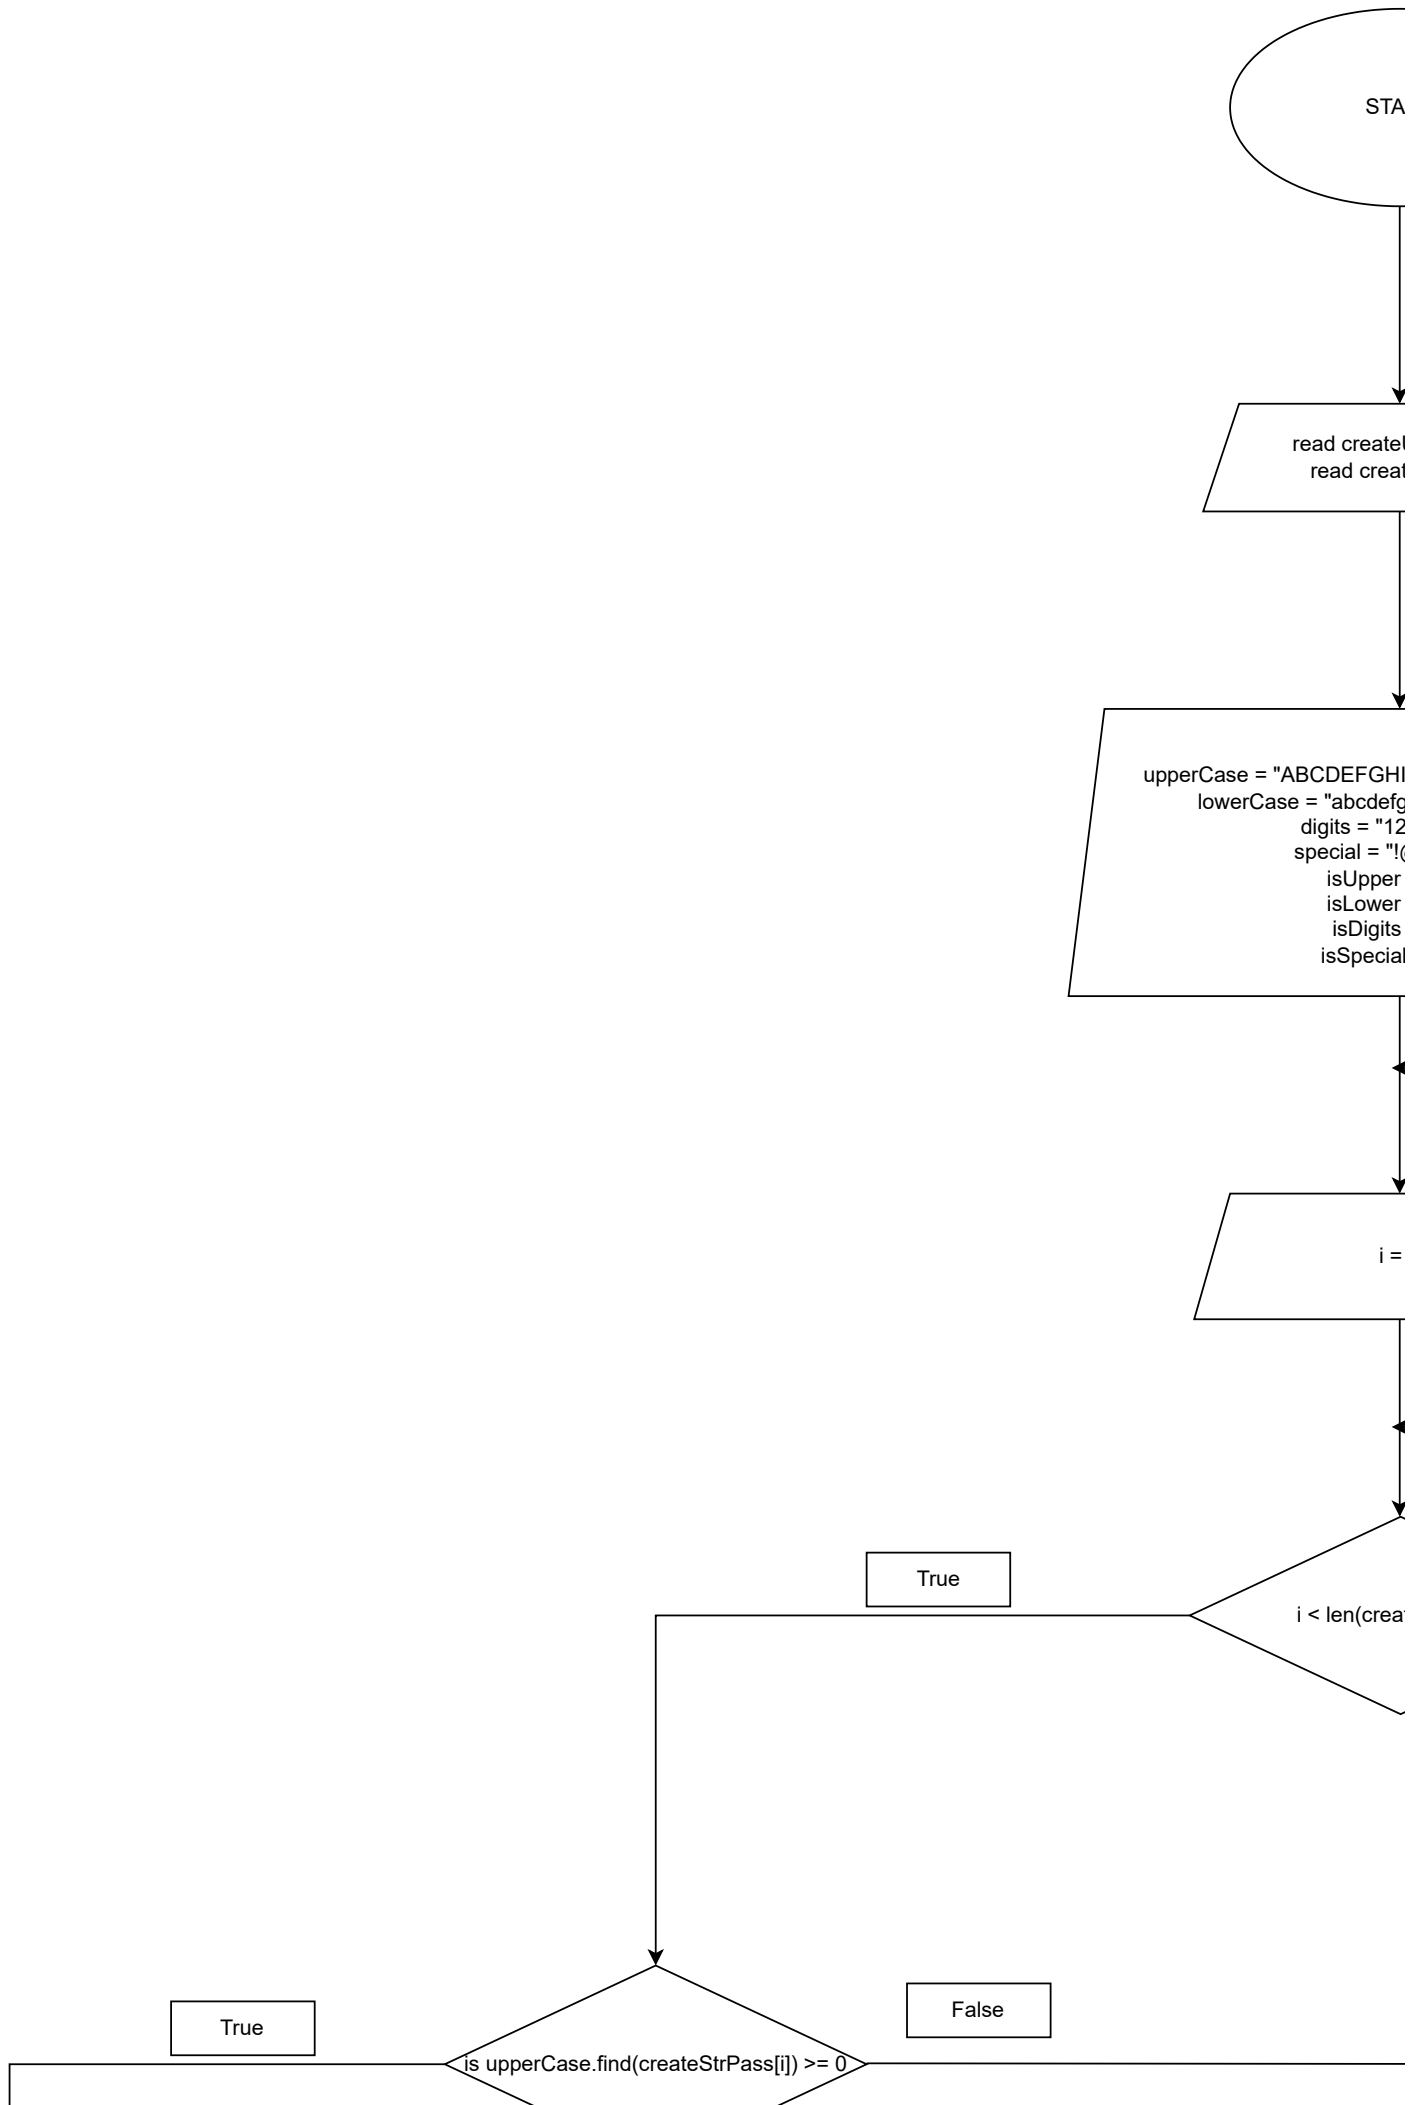 STA
read create
read creat
upperCase = "ABCDEFGHI
lowerCase = "abcdefg
digits = "12
special = "!@
isUpper
isLower
isDigits
isSpecial
i =
True
i < len(creat
True
False
is upperCase.find(createStrPass[i]) >= 0